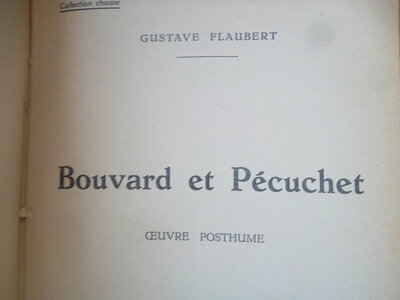 Collection choisie
GUSTAVE FLAUBERT
Bouvard et Pécuchet
ŒUVRE POSTHUME